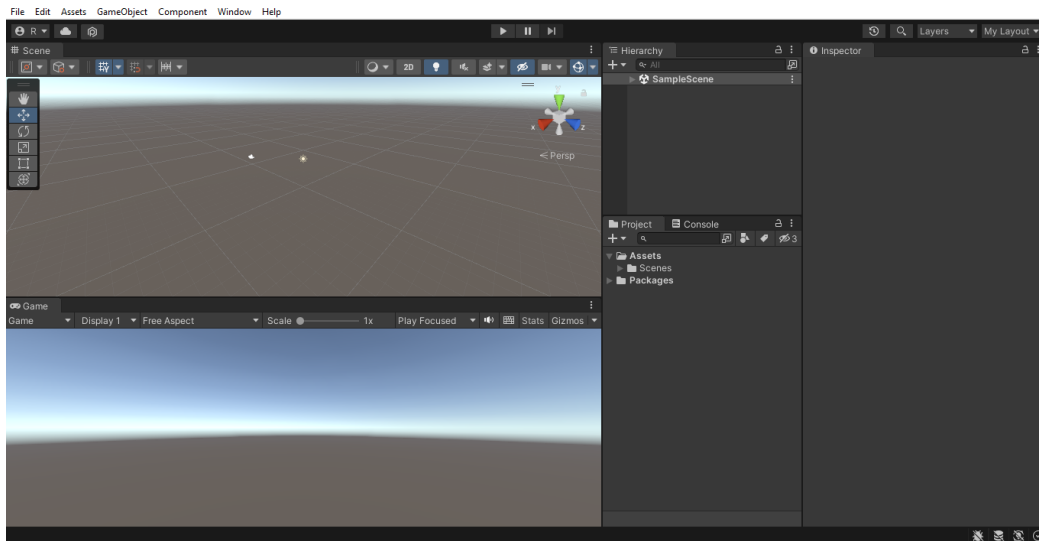 File Edit Assets GameObject Component Window Help
R Layers My Layout
Scene
2D
Y
x z
Persp
Game
Game Display 1 Free Aspect Scale 1x Play Focused Stats Gizmos
Hierarchy
All
SampleScene
Project Console
3
Assets
Scenes
Packages
Inspector